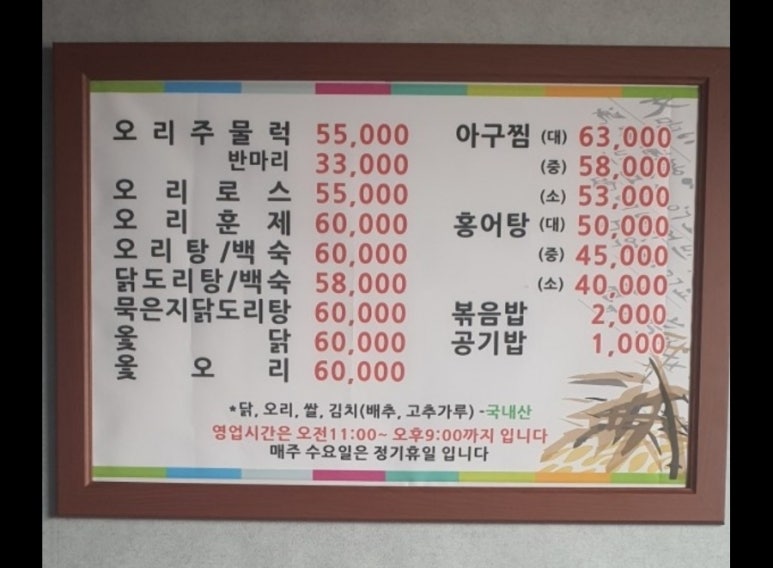 오리주물럭 55,000
반마리 33,000
오리로스 55,000
오리훈제 60,000
오리탕/백숙 60,000
닭도리탕/백숙 58,000
묵은지닭도리탕 60,000
옻닭 60,000
옻오리 60,000
아구찜 (대) 63,000
(중) 58,000
(소) 53,000
홍어탕 (대) 50,000
(중) 45,000
(소) 40,000
볶음밥 2,000
공기밥 1,000
*닭, 오리, 쌀, 김치(배추, 고추가루) -국내산
영업시간은 오전11:00~ 오후9:00까지 입니다
매주 수요일은 정기휴일 입니다